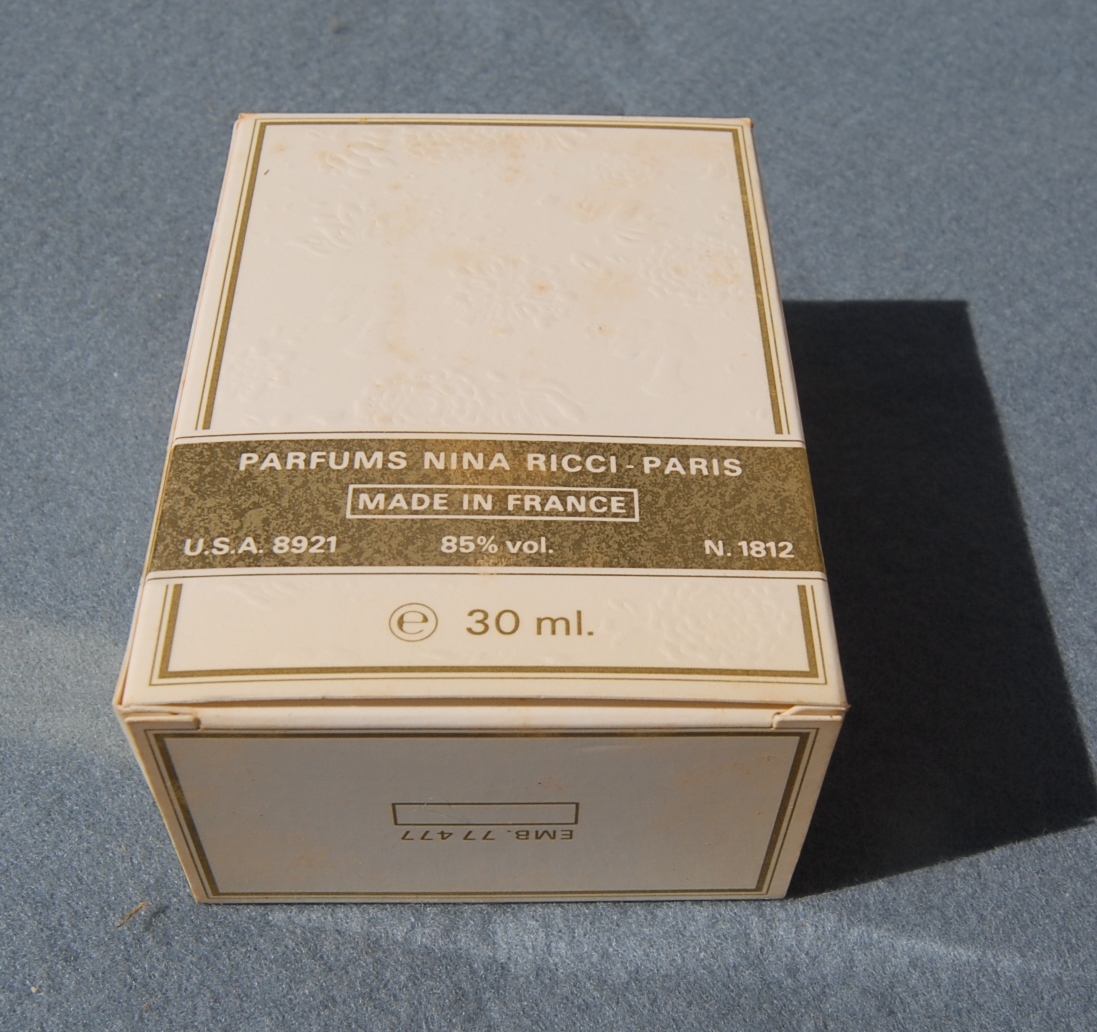 PARFUMS NINA RICCI - PARIS
MADE IN FRANCE
U.S.A. 8921 85% vol. N. 1812
℮ 30 ml.
EMB. 77477